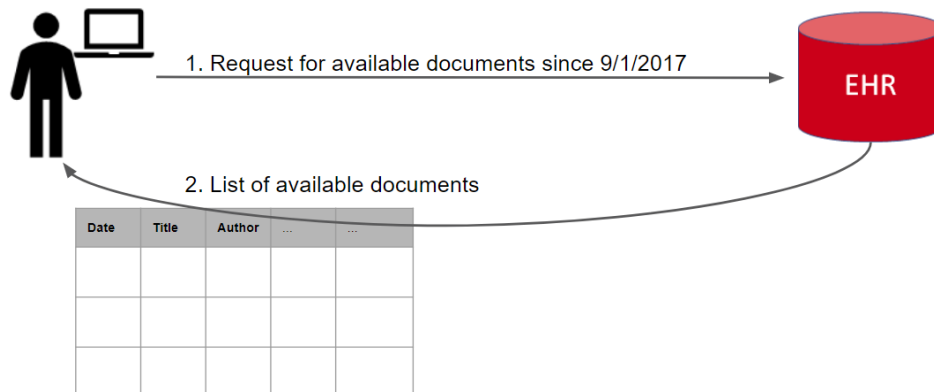 1. Request for available documents since 9/1/2017
EHR
2. List of available documents
Date Title Author ... ...